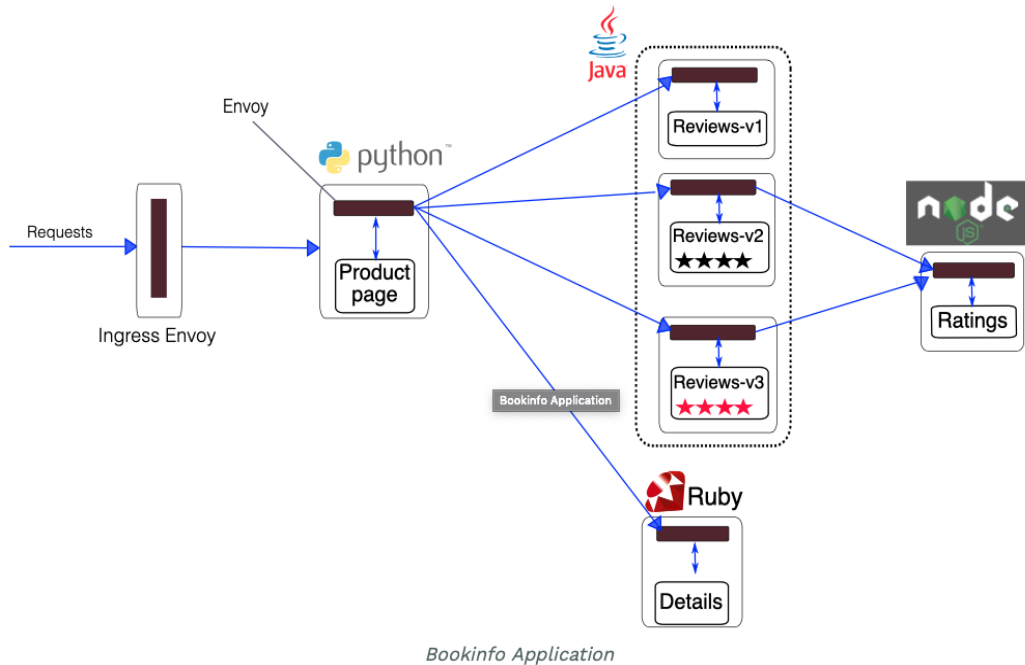 Java
Reviews-v1
Envoy
python™
node
JS
Reviews-v2
★★★★
Requests
Product
page
Ratings
Ingress Envoy
Reviews-v3
★★★★
Bookinfo Application
Ruby
Details
Bookinfo Application